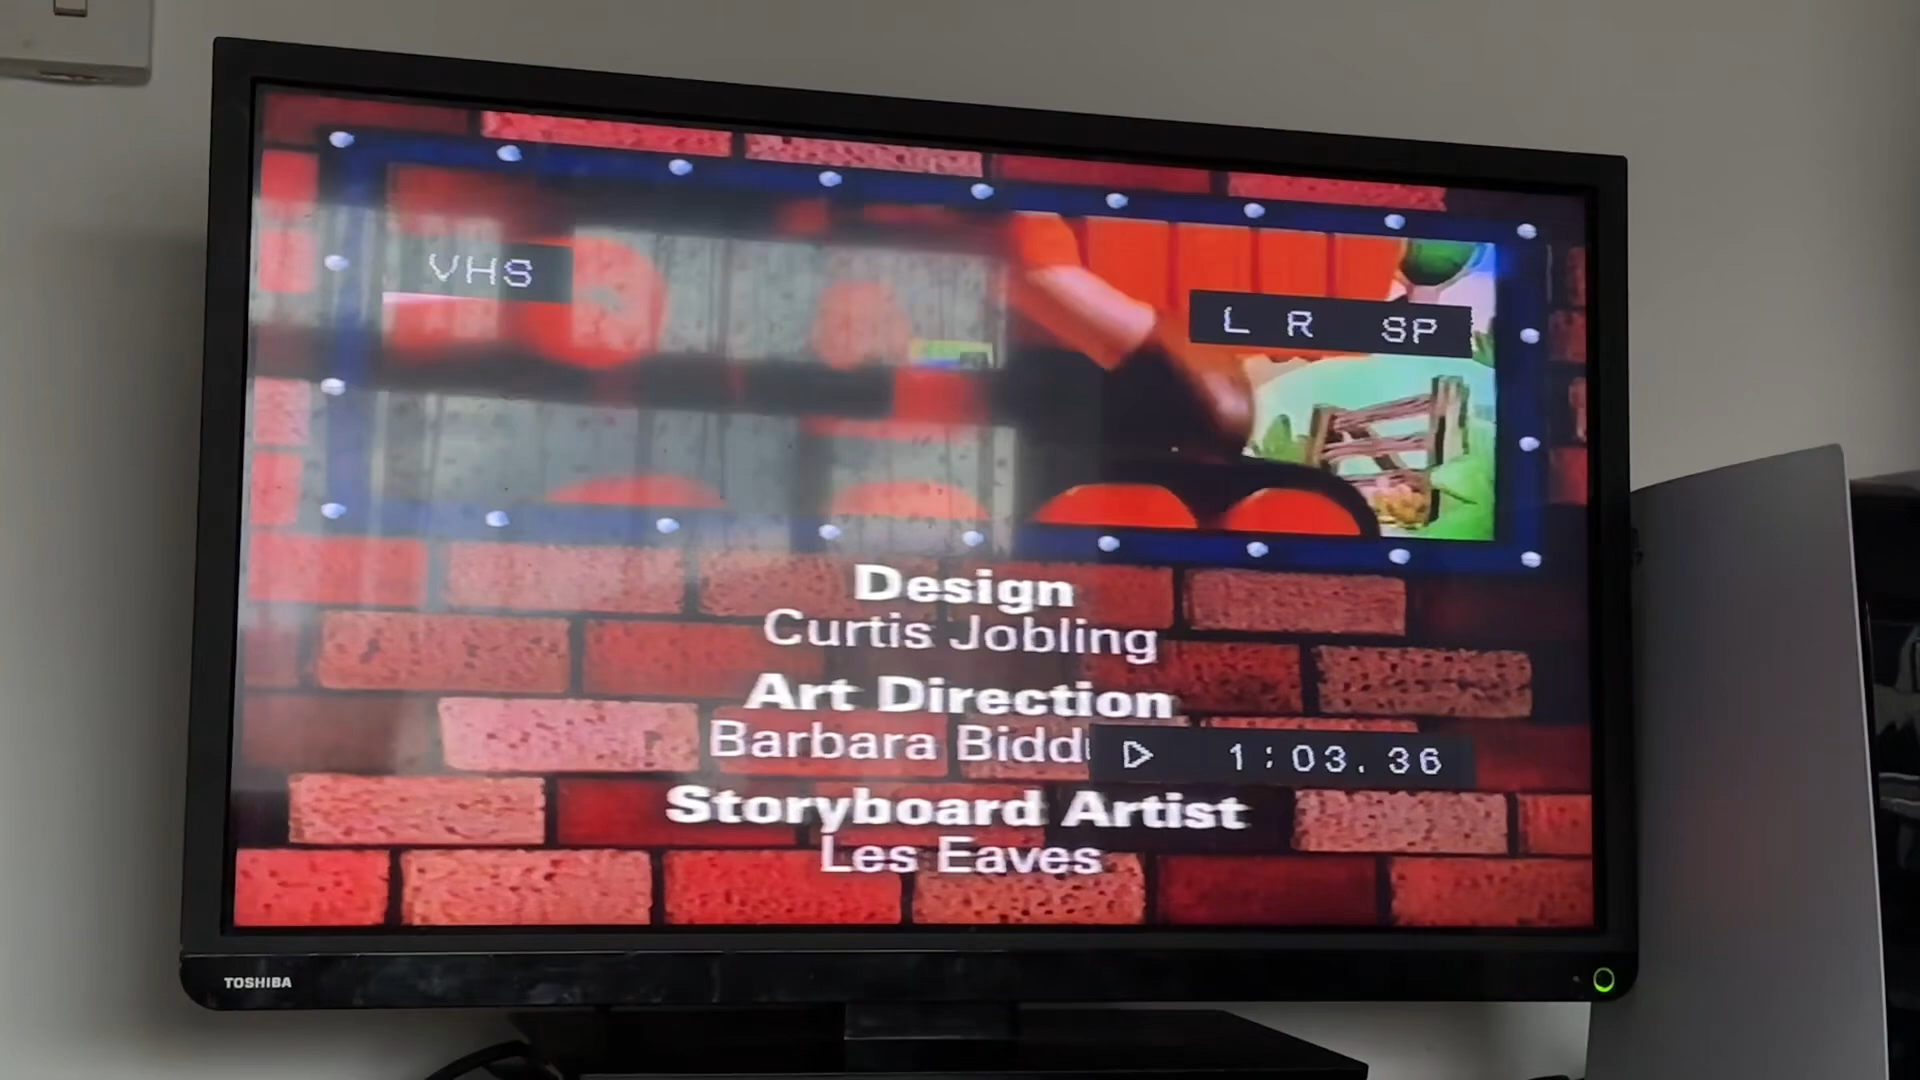 VHS
L R SP
Design
Curtis Jobling
Art Direction
Barbara
▷ 1:03.36
Storyboard Artist
Les Eaves
TOSHIBA